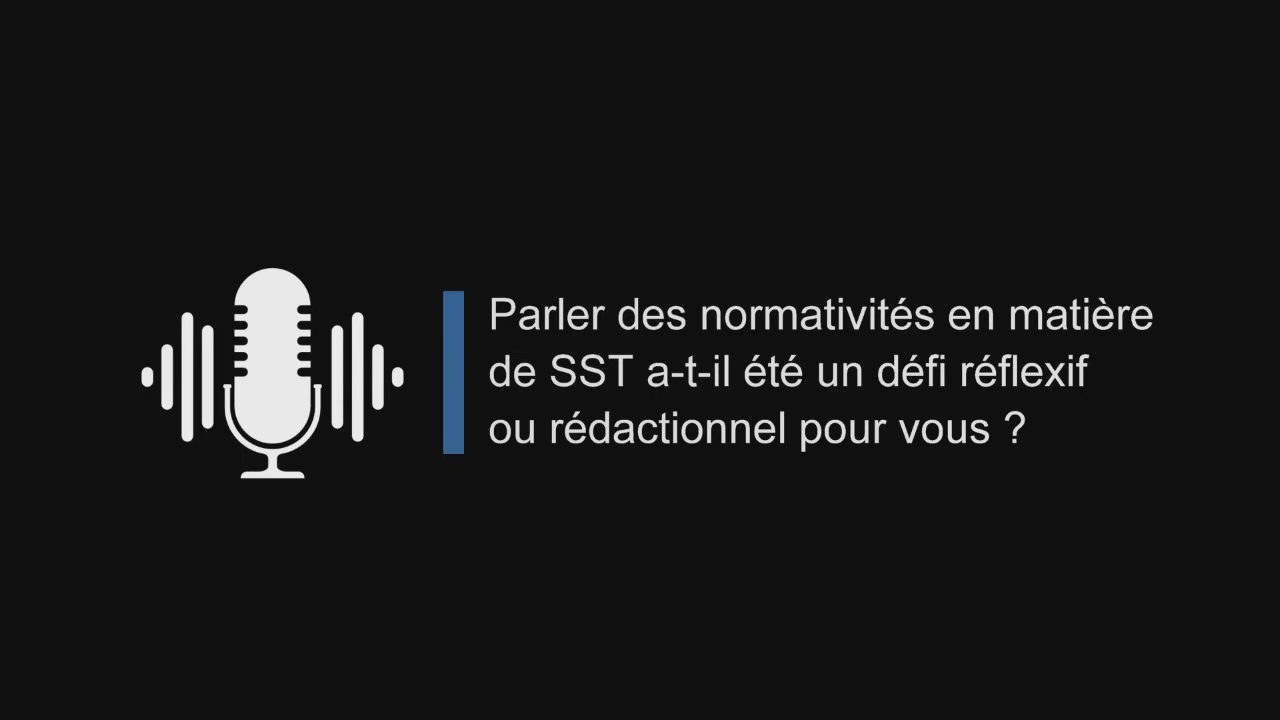 Parler des normativités en matière
de SST a-t-il été un défi réflexif
ou rédactionnel pour vous ?